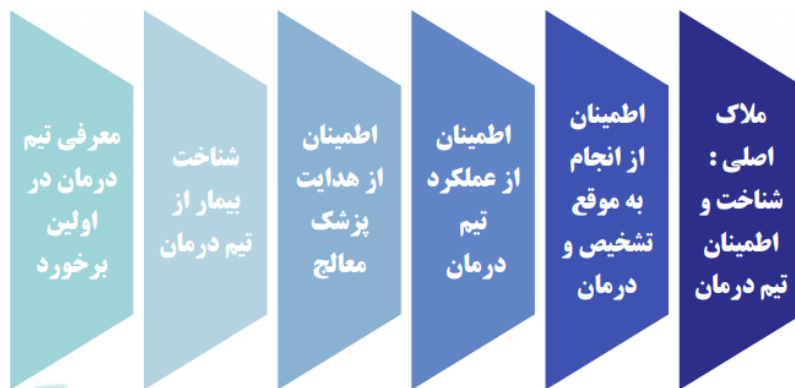 ملاک
اصلی :
شناخت و
اطمینان
تیم درمان
اطمینان
از انجام
به موقع
تشخیص و
درمان
اطمینان
از عملکرد
تیم
درمان
اطمینان
از هدایت
پزشک
معالج
شناخت
بیمار از
تیم درمان
معرفی تیم
درمان در
اولین
برخورد